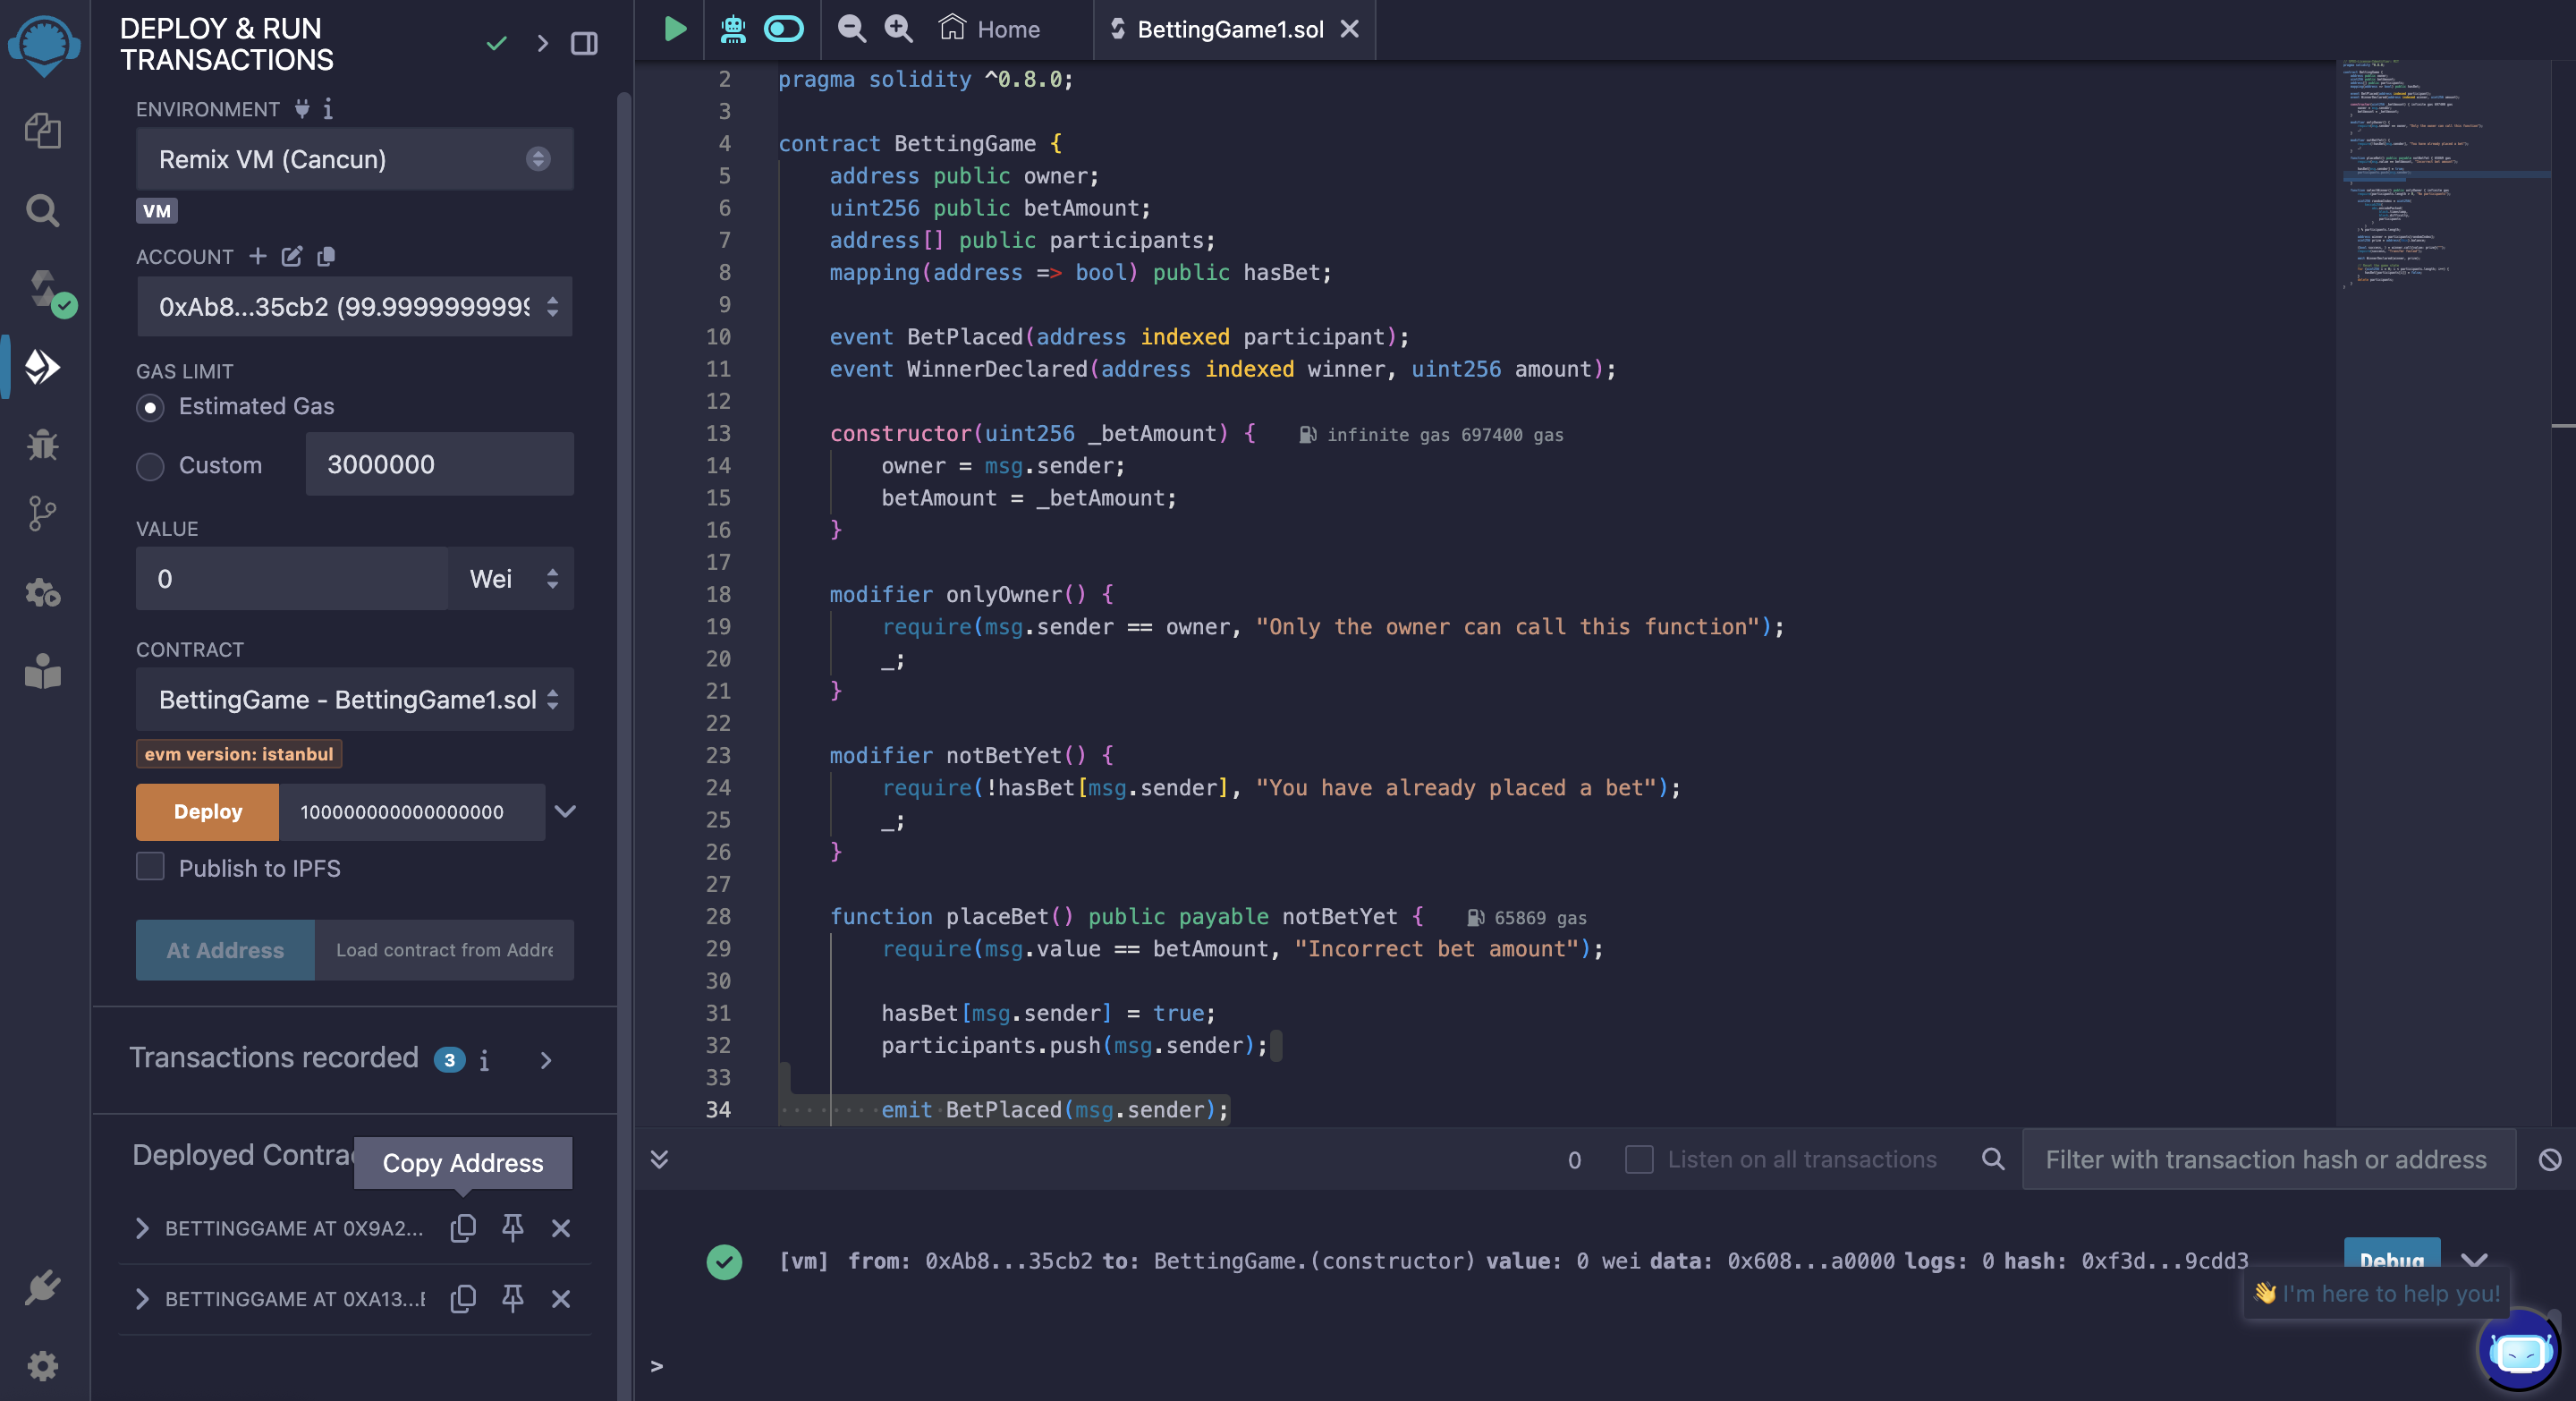 DEPLOY & RUN
TRANSACTIONS
ENVIRONMENT
Remix VM (Cancun)
VM
ACCOUNT
0xAb8...35cb2 (99.9999999999
GAS LIMIT
Estimated Gas
Custom
3000000
VALUE
0
Wei
CONTRACT
BettingGame - BettingGame1.sol
evm version: istanbul
Deploy
100000000000000000
Publish to IPFS
At Address
Load contract from Addre
Transactions recorded 3
Deployed Contra
Copy Address
BETTINGGAME AT 0X9A2...
BETTINGGAME AT 0XA13...
Home
BettingGame1.sol
2 pragma solidity ^0.8.0;
3
4 contract BettingGame {
5     address public owner;
6     uint256 public betAmount;
7     address[] public participants;
8     mapping(address => bool) public hasBet;
9
10     event BetPlaced(address indexed participant);
11     event WinnerDeclared(address indexed winner, uint256 amount);
12
13     constructor(uint256 _betAmount) { infinite gas 697400 gas
14         owner = msg.sender;
15         betAmount = _betAmount;
16     }
17
18     modifier onlyOwner() {
19         require(msg.sender == owner, "Only the owner can call this function");
20         _;
21     }
22
23     modifier notBetYet() {
24         require(!hasBet[msg.sender], "You have already placed a bet");
25         _;
26     }
27
28     function placeBet() public payable notBetYet { 65869 gas
29         require(msg.value == betAmount, "Incorrect bet amount");
30
31         hasBet[msg.sender] = true;
32         participants.push(msg.sender);
33
34         emit BetPlaced(msg.sender);
0
Listen on all transactions
Filter with transaction hash or address
[vm] from: 0xAb8...35cb2 to: BettingGame.(constructor) value: 0 wei data: 0x608...a0000 logs: 0 hash: 0xf3d...9cdd3
Debug
👋 I'm here to help you!
>